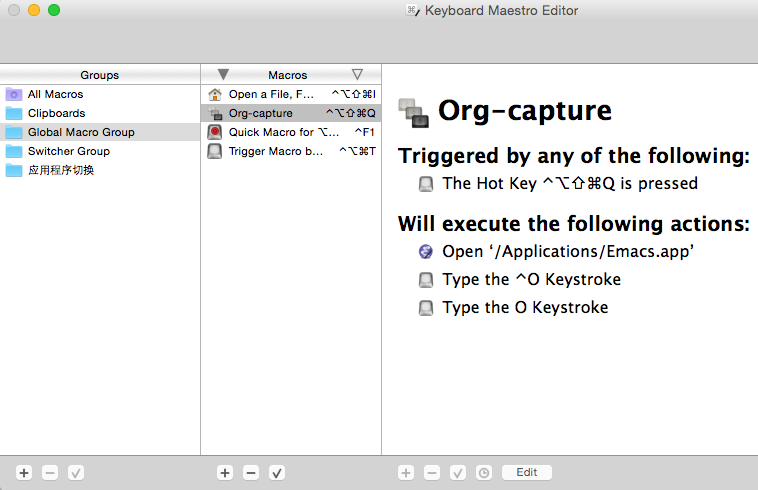 Keyboard Maestro Editor
Groups
All Macros
Clipboards
Global Macro Group
Switcher Group
应用程序切换
Macros
Open a File, F... ^⌥⇧⌘I
Org-capture ^⌥⇧⌘Q
Quick Macro for ⌥... ^F1
Trigger Macro b... ^⌥⌘T
Org-capture
Triggered by any of the following:
The Hot Key ^⌥⇧⌘Q is pressed
Will execute the following actions:
Open ‘/Applications/Emacs.app’
Type the ^O Keystroke
Type the O Keystroke
Edit